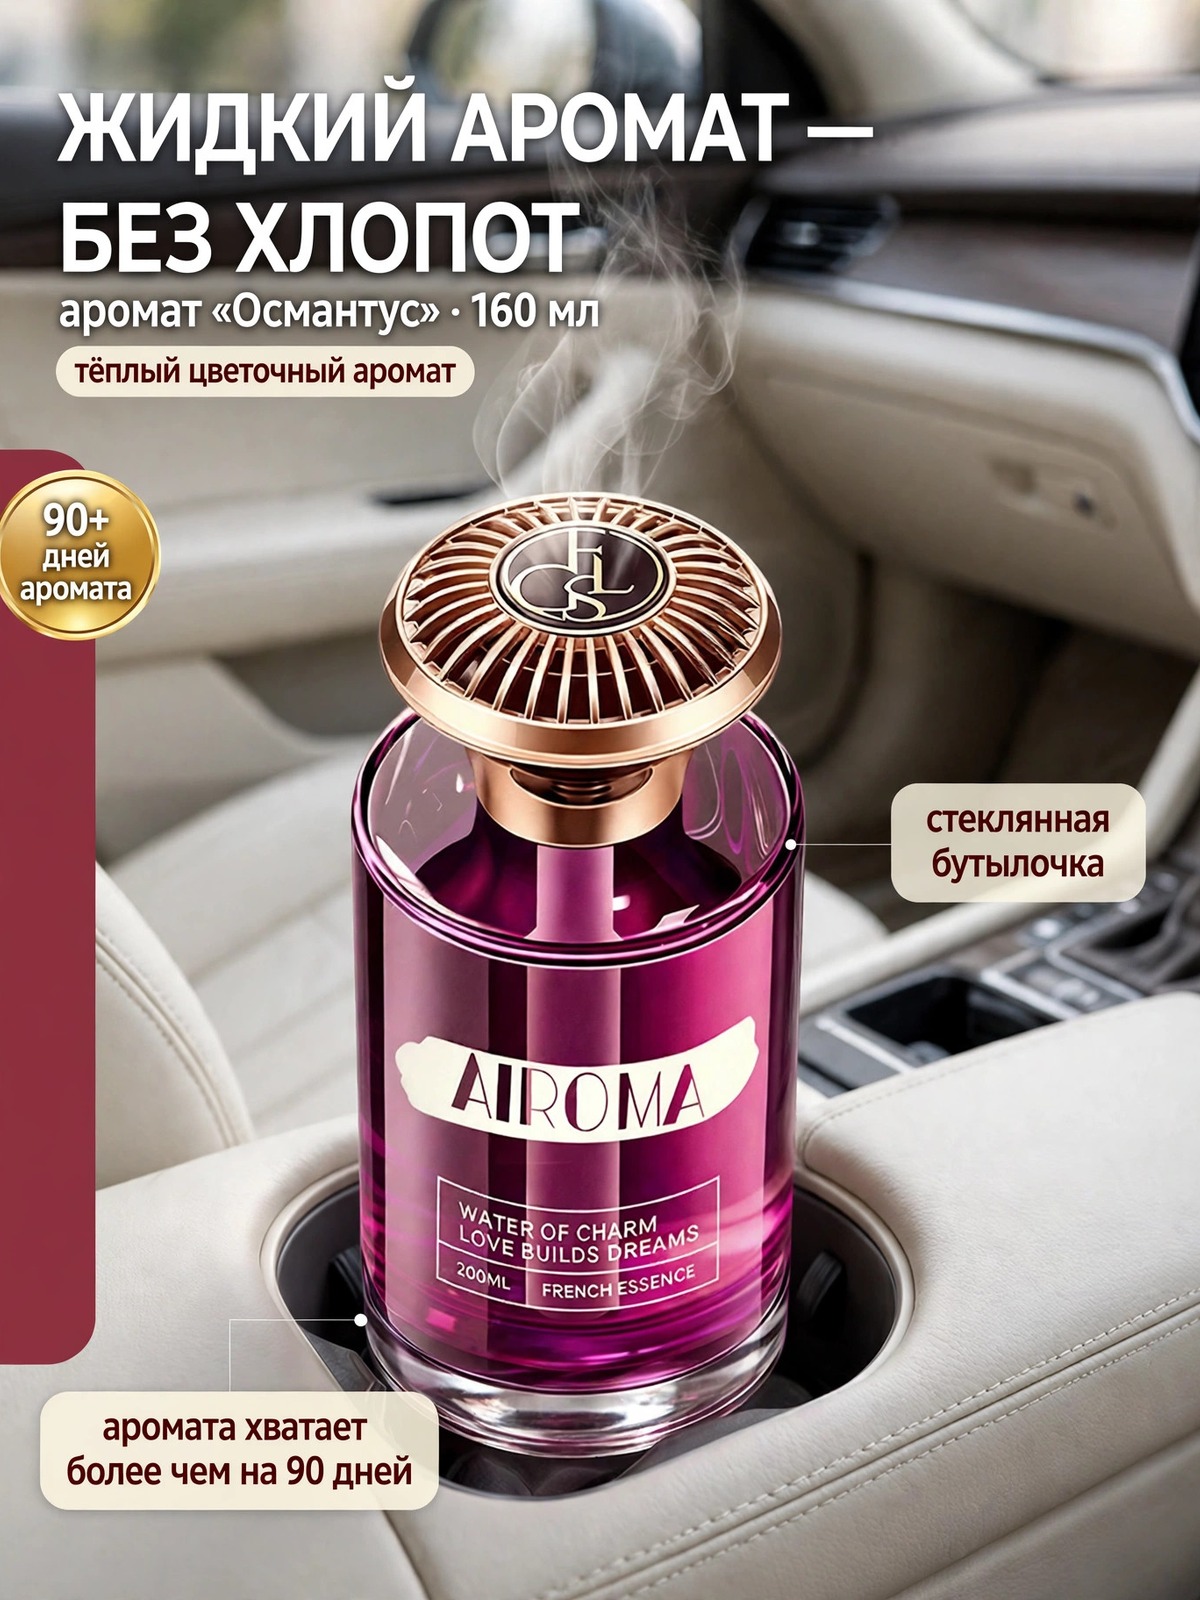 ЖИДКИЙ АРОМАТ —
БЕЗ ХЛОПОТ
аромат «Османтус» · 160 мл
тёплый цветочный аромат
90+
дней
аромата
FLCS
стеклянная
бутылочка
AIROMA
WATER OF CHARM
LOVE BUILDS DREAMS
200ML FRENCH ESSENCE
аромата хватает
более чем на 90 дней